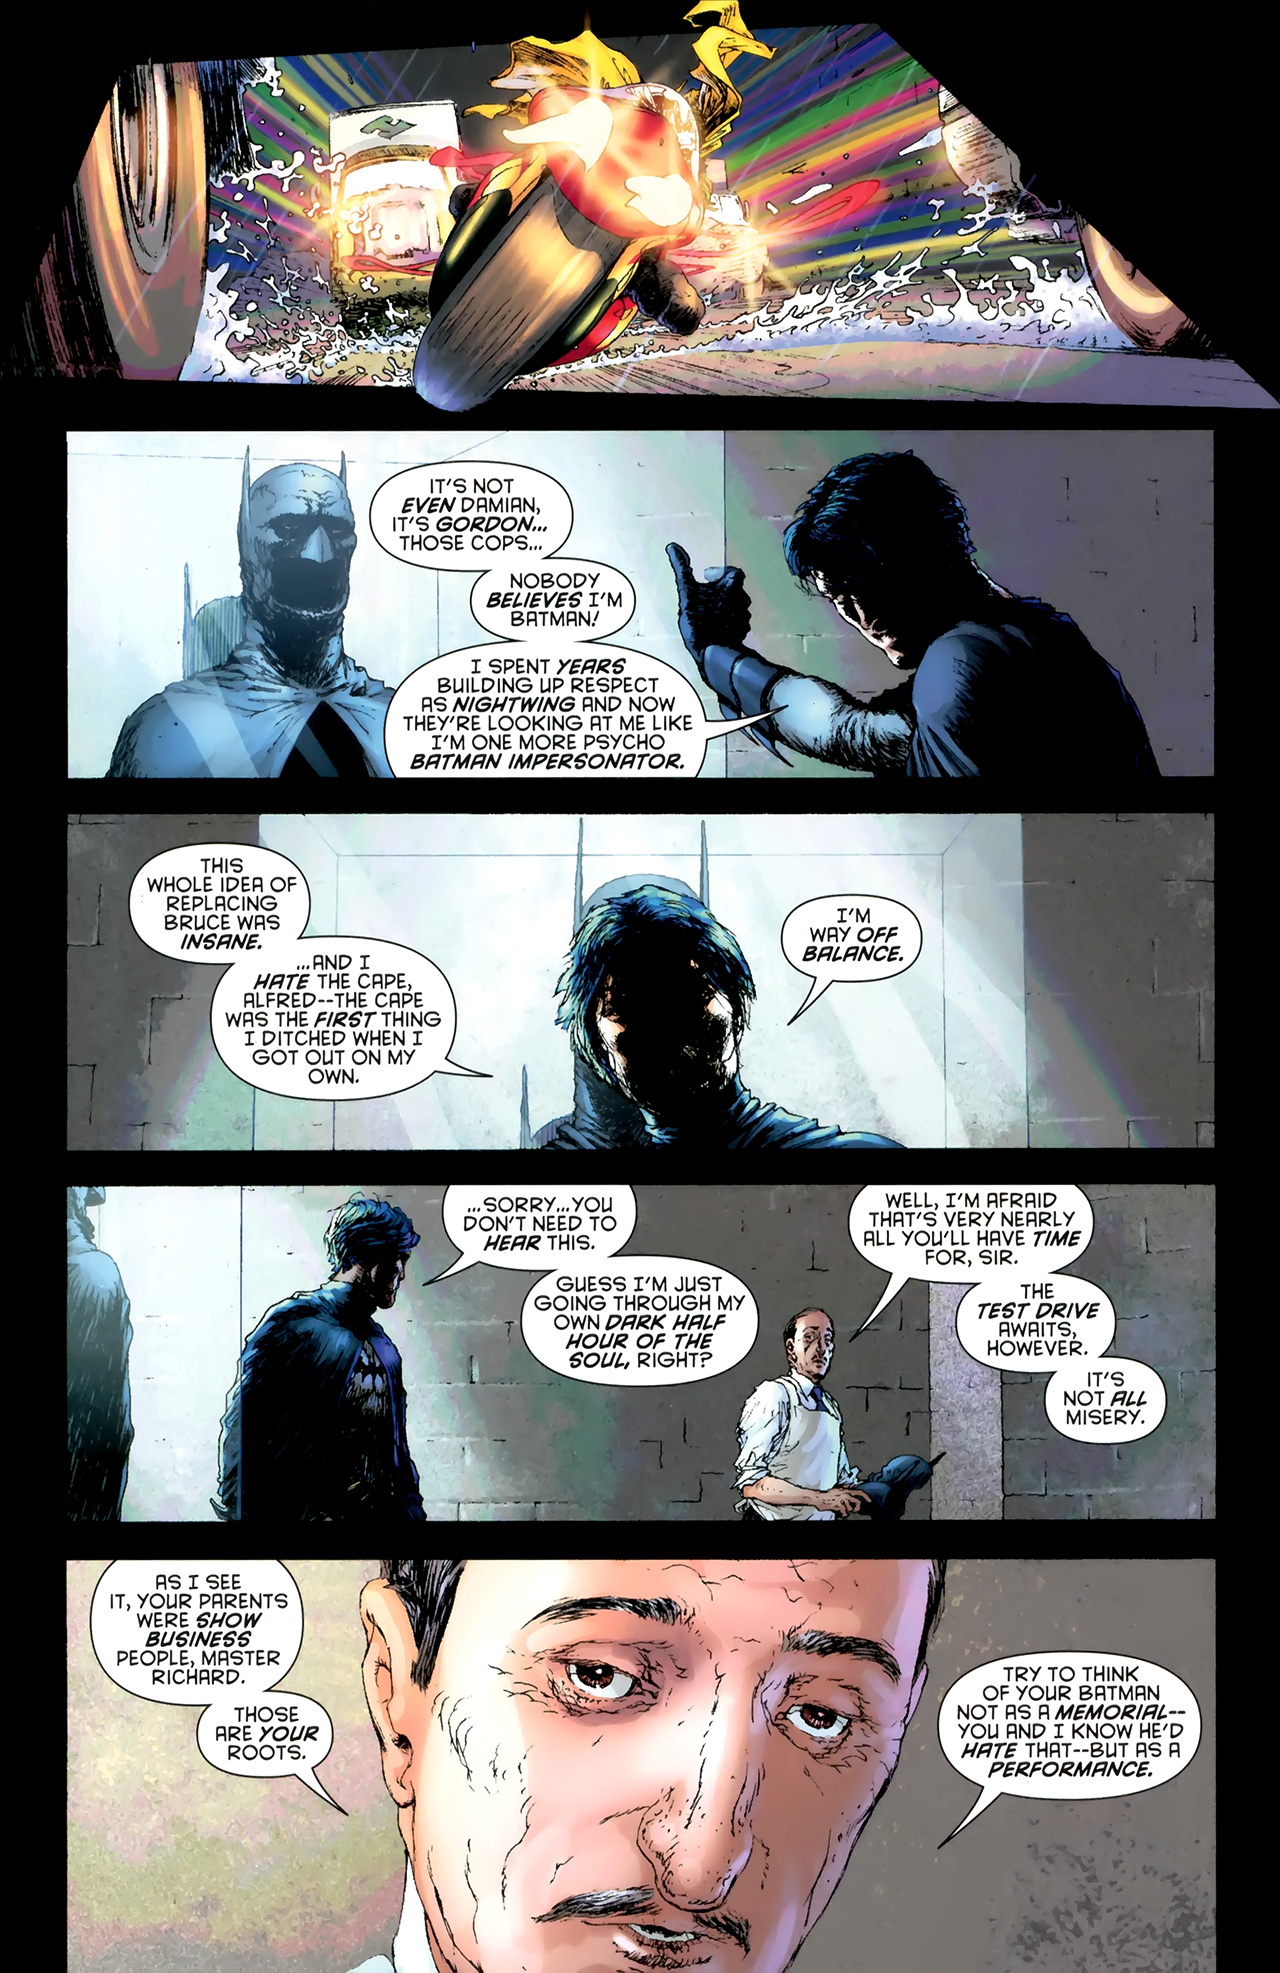 IT'S NOT
EVEN DAMIAN,
IT'S GORDON...
THOSE COPS...
NOBODY
BELIEVES I'M
BATMAN!
I SPENT YEARS
BUILDING UP RESPECT
AS NIGHTWING AND NOW
THEY'RE LOOKING AT ME LIKE
I'M ONE MORE PSYCHO
BATMAN IMPERSONATOR.
THIS
WHOLE IDEA OF
REPLACING
BRUCE WAS
INSANE.
...AND I
HATE THE CAPE,
ALFRED--THE CAPE
WAS THE FIRST THING
I DITCHED WHEN I
GOT OUT ON MY
OWN.
I'M
WAY OFF
BALANCE.
...SORRY...YOU
DON'T NEED TO
HEAR THIS.
GUESS I'M JUST
GOING THROUGH MY
OWN DARK HALF
HOUR OF THE
SOUL, RIGHT?
WELL, I'M AFRAID
THAT'S VERY NEARLY
ALL YOU'LL HAVE TIME
FOR, SIR.
THE
TEST DRIVE
AWAITS,
HOWEVER.
IT'S
NOT ALL
MISERY.
AS I SEE
IT, YOUR PARENTS
WERE SHOW
BUSINESS
PEOPLE, MASTER
RICHARD.
THOSE
ARE YOUR
ROOTS.
TRY TO THINK
OF YOUR BATMAN
NOT AS A MEMORIAL--
YOU AND I KNOW HE'D
HATE THAT--BUT AS A
PERFORMANCE.